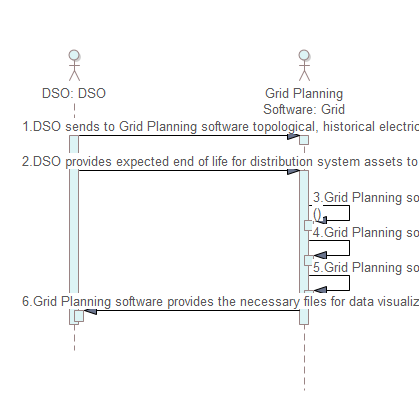 DSO: DSO
Grid Planning
Software: Grid
1.DSO sends to Grid Planning software topological, historical electric
2.DSO provides expected end of life for distribution system assets to
3.Grid Planning so
()
4.Grid Planning so
5.Grid Planning so
6.Grid Planning software provides the necessary files for data visualiz